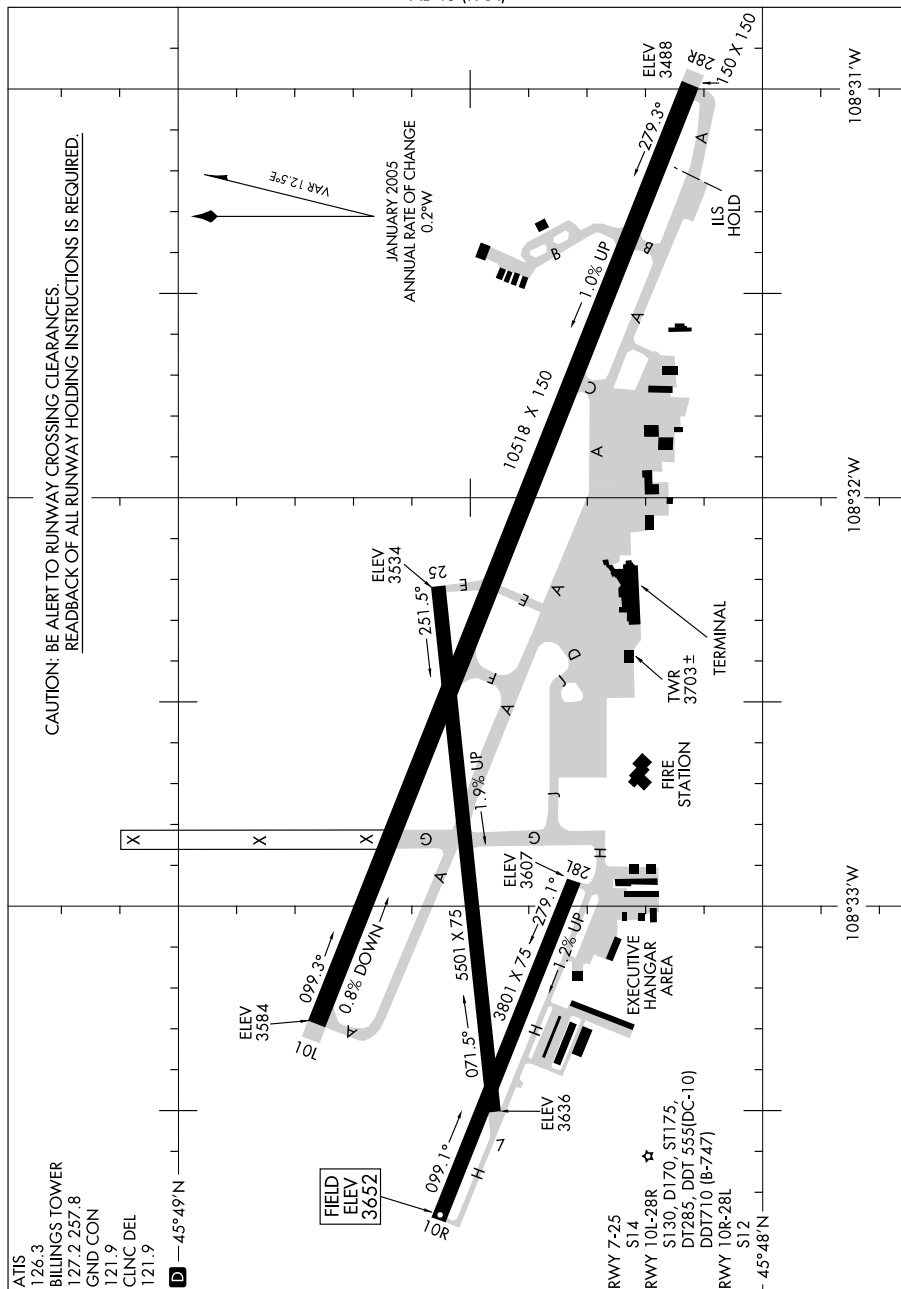 CAUTION: BE ALERT TO RUNWAY CROSSING CLEARANCES.
READBACK OF ALL RUNWAY HOLDING INSTRUCTIONS IS REQUIRED.
ATIS
126.3
BILLINGS TOWER
127.2 257.8
GND CON
121.9
CLNC DEL
121.9
D
45°49'N
JANUARY 2005
ANNUAL RATE OF CHANGE
0.2°W
VAR 12.5°E
X
X
X
FIELD
ELEV
3652
10R
099.1°
ELEV
3584
10L
099.3°
0.8% DOWN
A
A
G
G
A
F
A
E
E
ELEV
3534
25
251.5°
1.9% UP
5501 X 75
071.5°
ELEV
3636
3801 X 75
279.1°
1.2% UP
ELEV
3607
28L
H
L
H
H
J
J
D
A
A
C
A
B
B
A
10518 X 150
1.0% UP
279.3°
ELEV
3488
28R
150 X 150
ILS
HOLD
TERMINAL
TWR
3703±
FIRE
STATION
EXECUTIVE
HANGAR
AREA
RWY 7-25
S14
RWY 10L-28R
S130, D170, ST175,
DT285, DDT 555(DC-10)
DDT710 (B-747)
RWY 10R-28L
S12
45°48'N
108°33'W
108°32'W
108°31'W